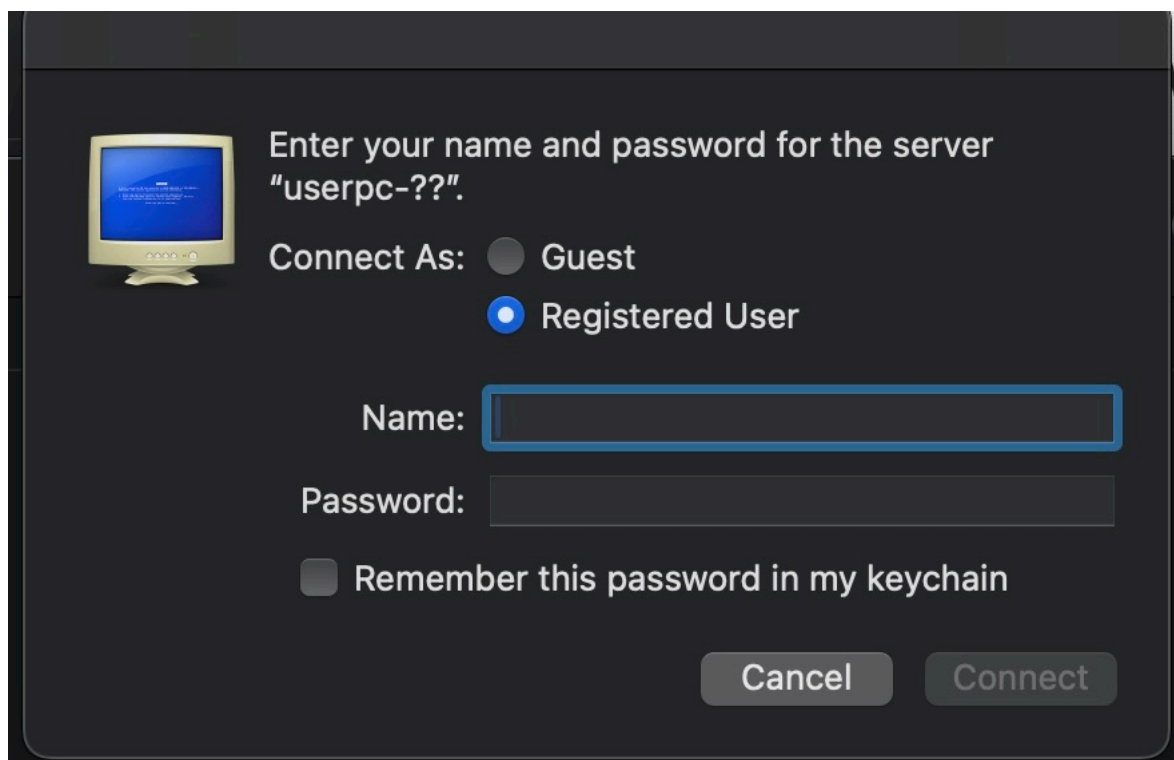 Enter your name and password for the server
“userpc-??”.
Connect As: Guest
Registered User
Name:
Password:
Remember this password in my keychain
Cancel Connect